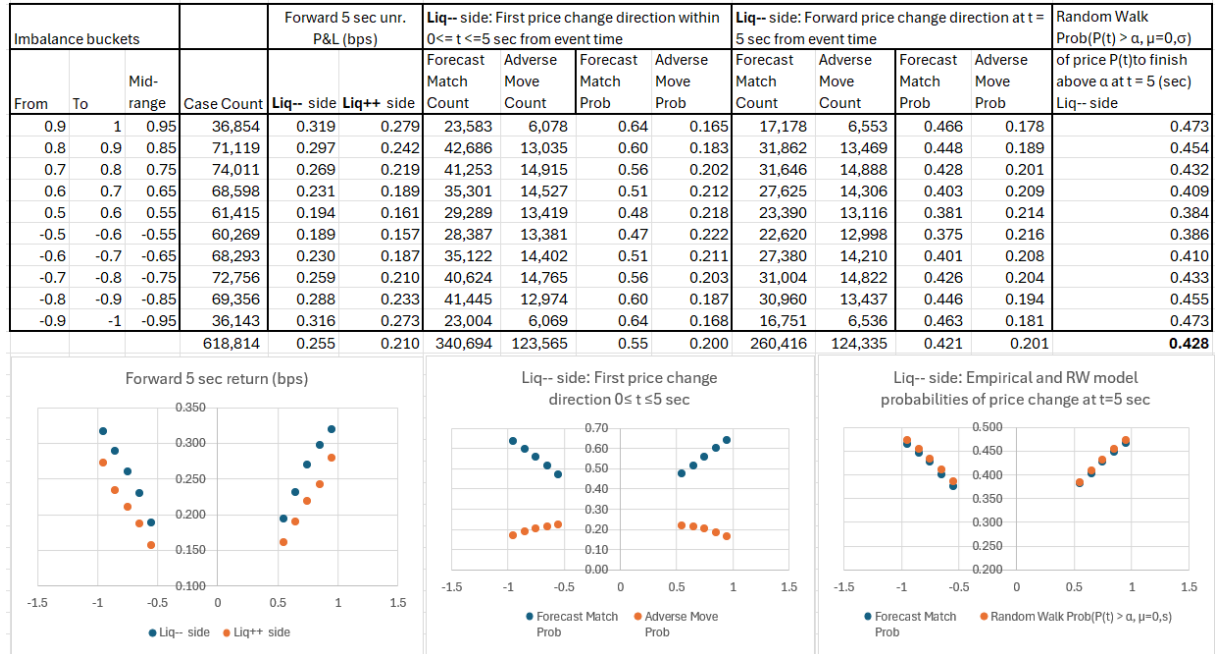 Imbalance buckets
Forward 5 sec unr. P&L (bps)
Liq-- side: First price change direction within 0<= t <=5 sec from event time
Liq-- side: Forward price change direction at t = 5 sec from event time
Random Walk Prob(P(t) > α, μ=0,σ) of price P(t)to finish above α at t = 5 (sec) Liq-- side
From To Mid-range Case Count Liq-- side Liq++ side Forecast Match Count Adverse Move Count Forecast Match Prob Adverse Move Prob Forecast Match Count Adverse Move Count Forecast Match Prob Adverse Move Prob
0.9 1 0.95 36,854 0.319 0.279 23,583 6,078 0.64 0.165 17,178 6,553 0.466 0.178 0.473
0.8 0.9 0.85 71,119 0.297 0.242 42,686 13,035 0.60 0.183 31,862 13,469 0.448 0.189 0.454
0.7 0.8 0.75 74,011 0.269 0.219 41,253 14,915 0.56 0.202 31,646 14,888 0.428 0.201 0.432
0.6 0.7 0.65 68,598 0.231 0.189 35,301 14,527 0.51 0.212 27,625 14,306 0.403 0.209 0.409
0.5 0.6 0.55 61,415 0.194 0.161 29,289 13,419 0.48 0.218 23,390 13,116 0.381 0.214 0.384
-0.5 -0.6 -0.55 60,269 0.189 0.157 28,387 13,381 0.47 0.222 22,620 12,998 0.375 0.216 0.386
-0.6 -0.7 -0.65 68,293 0.230 0.187 35,122 14,402 0.51 0.211 27,380 14,210 0.401 0.208 0.410
-0.7 -0.8 -0.75 72,756 0.259 0.210 40,624 14,765 0.56 0.203 31,004 14,822 0.426 0.204 0.433
-0.8 -0.9 -0.85 69,356 0.288 0.233 41,445 12,974 0.60 0.187 30,960 13,437 0.446 0.194 0.455
-0.9 -1 -0.95 36,143 0.316 0.273 23,004 6,069 0.64 0.168 16,751 6,536 0.463 0.181 0.473
618,814 0.255 0.210 340,694 123,565 0.55 0.200 260,416 124,335 0.421 0.201 0.428
Forward 5 sec return (bps)
0.350
0.300
0.250
0.200
0.150
0.100
-1.5 -1 -0.5 0 0.5 1 1.5
Liq-- side Liq++ side
Liq-- side: First price change
direction 0≤ t ≤5 sec
0.70
0.60
0.50
0.40
0.30
0.20
0.10
0.00
-1.5 -1 -0.5 0 0.5 1 1.5
Forecast Match Prob Adverse Move Prob
Liq-- side: Empirical and RW model
probabilities of price change at t=5 sec
0.500
0.450
0.400
0.350
0.300
0.250
0.200
-1.5 -1 -0.5 0 0.5 1 1.5
Forecast Match Prob Random Walk Prob(P(t) > α, μ=0,s)